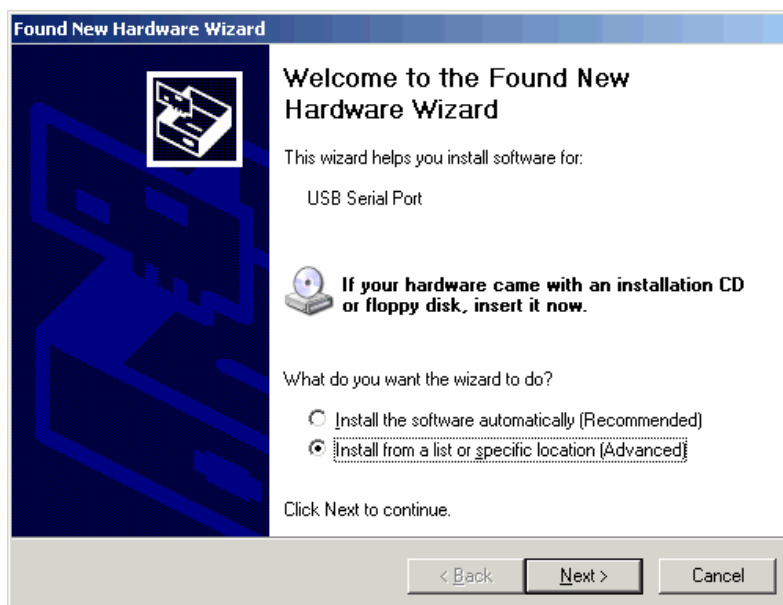 Found New Hardware Wizard
Welcome to the Found New
Hardware Wizard
This wizard helps you install software for:
USB Serial Port
If your hardware came with an installation CD
or floppy disk, insert it now.
What do you want the wizard to do?
Install the software automatically (Recommended)
Install from a list or specific location (Advanced)
Click Next to continue.
< Back Next > Cancel